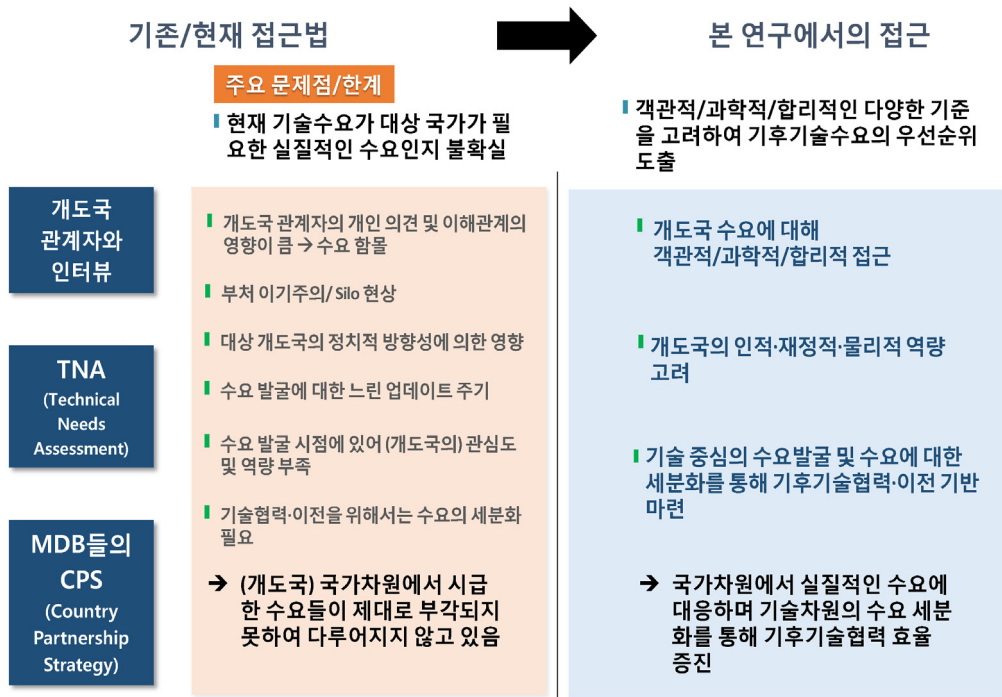 기존/현재 접근법
본 연구에서의 접근
주요 문제점/한계
현재 기술수요가 대상 국가가 필
요한 실질적인 수요인지 불확실
객관적/과학적/합리적인 다양한 기준
을 고려하여 기후기술수요의 우선순위
도출
개도국
관계자와
인터뷰
TNA
(Technical
Needs
Assessment)
MDB들의
CPS
(Country
Partnership
Strategy)
개도국 관계자의 개인 의견 및 이해관계의
영향이 큼 → 수요 함몰
부처 이기주의/ Silo 현상
대상 개도국의 정치적 방향성에 의한 영향
수요 발굴에 대한 느린 업데이트 주기
수요 발굴 시점에 있어 (개도국의) 관심도
및 역량 부족
기술협력·이전을 위해서는 수요의 세분화
필요
→ (개도국) 국가차원에서 시급
한 수요들이 제대로 부각되지
못하여 다루어지지 않고 있음
개도국 수요에 대해
객관적/과학적/합리적 접근
개도국의 인적·재정적·물리적 역량
고려
기술 중심의 수요발굴 및 수요에 대한
세분화를 통해 기후기술협력·이전 기반
마련
→ 국가차원에서 실질적인 수요에
대응하며 기술차원의 수요 세분
화를 통해 기후기술협력 효율
증진